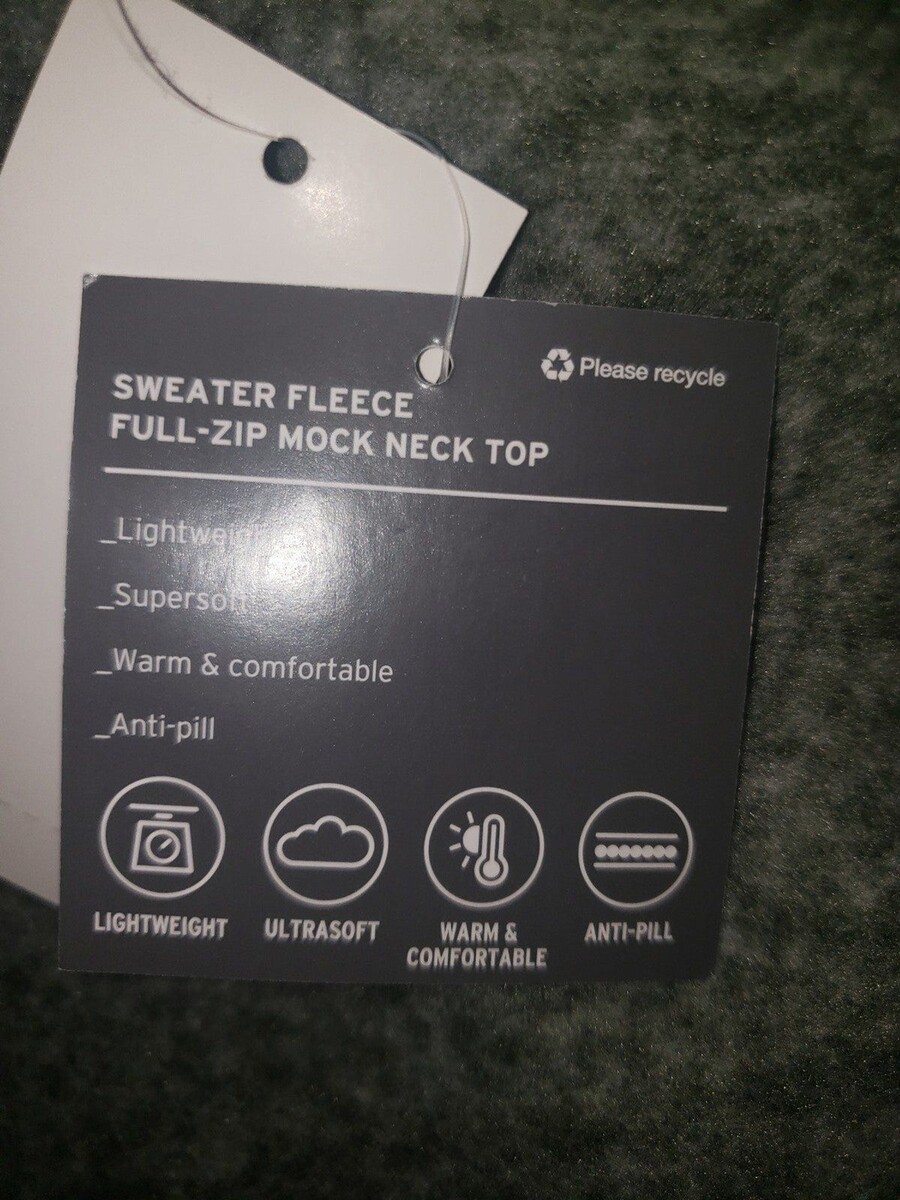 Please recycle
SWEATER FLEECE
FULL-ZIP MOCK NECK TOP
_Lightweight
_Supersoft
_Warm & comfortable
_Anti-pill
LIGHTWEIGHT
ULTRASOFT
WARM &
COMFORTABLE
ANTI-PILL